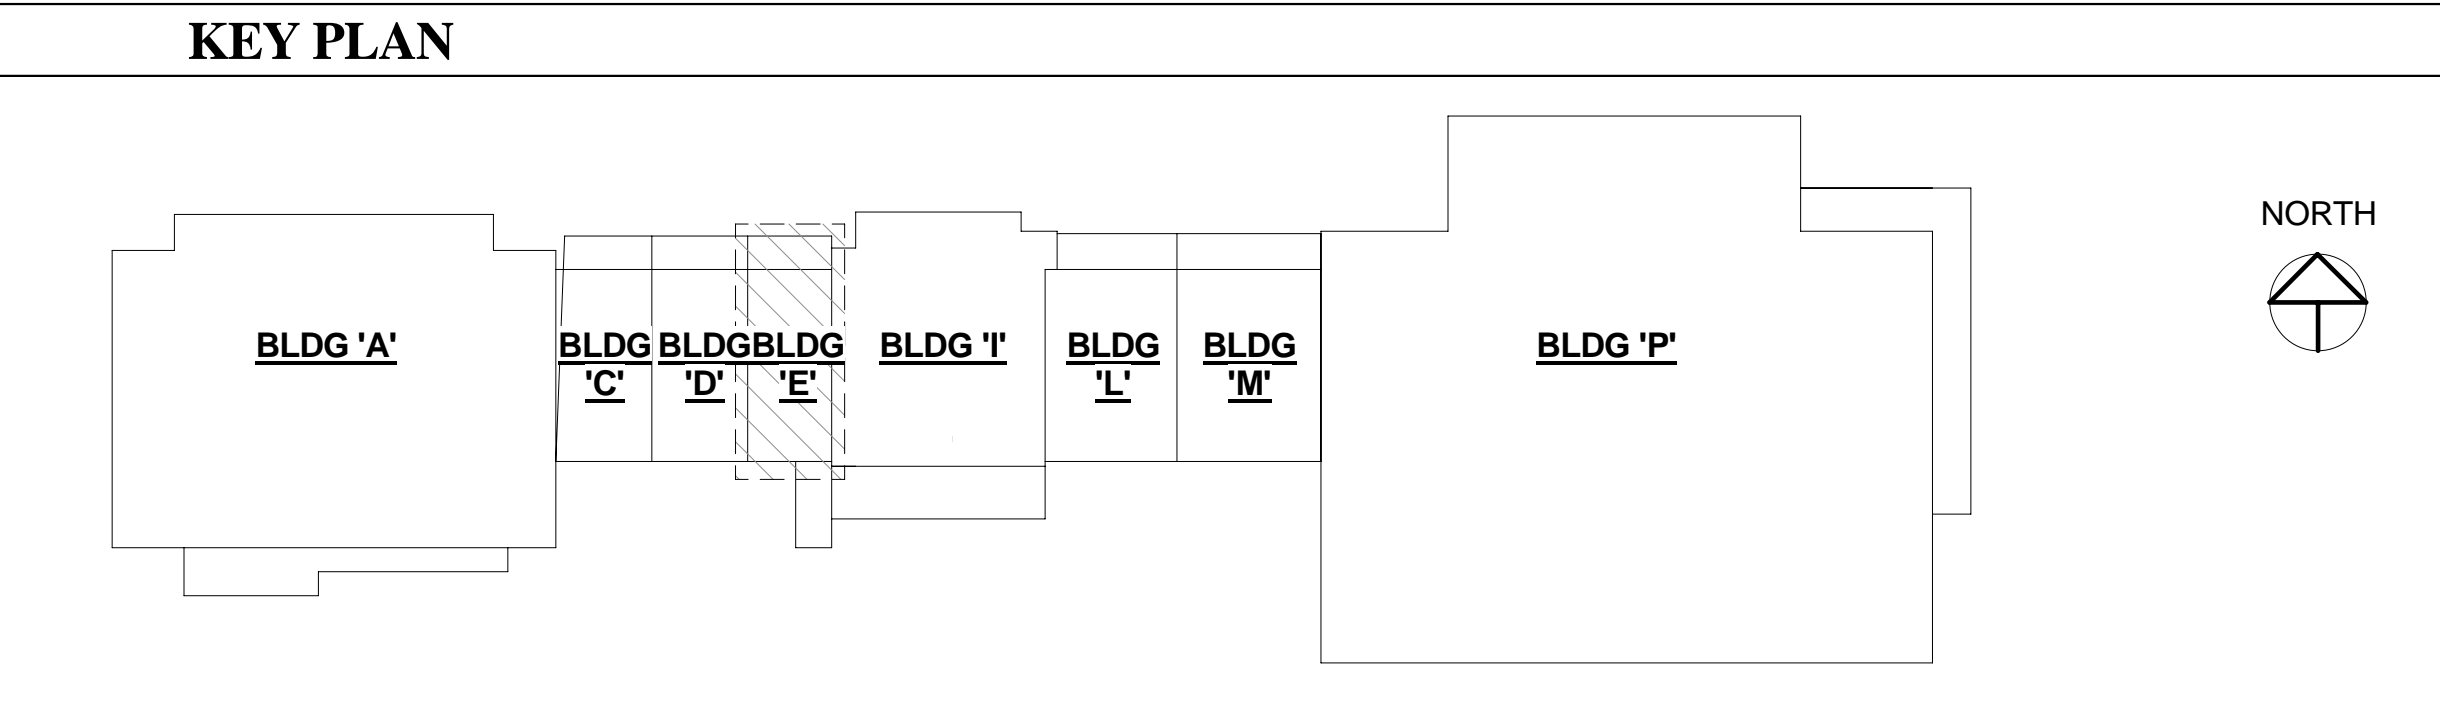 KEY PLAN
NORTH
BLDG 'A'
BLDG
'C'
BLDG
'D'
BLDG
'E'
BLDG 'I'
BLDG
'L'
BLDG
'M'
BLDG 'P'